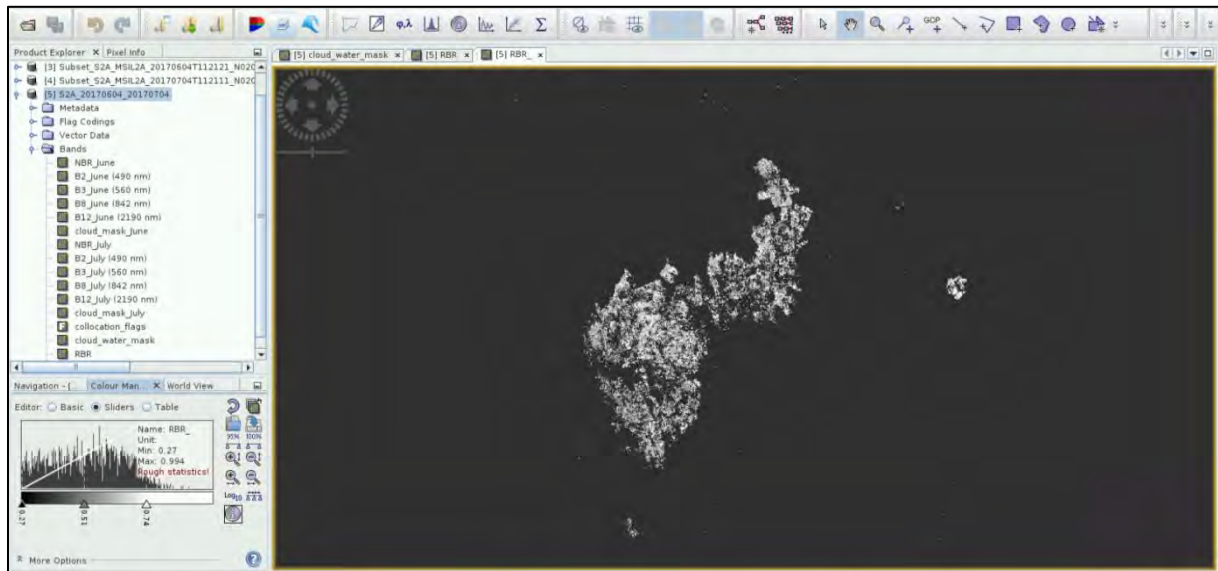 φ,λ
Σ
GCP
Product Explorer × Pixel Info
[5] cloud_water_mask ×
[5] RBR ×
[5] RBR_ ×
[3] Subset_S2A_MSIL2A_20170604T112121_N020
[4] Subset_S2A_MSIL2A_20170704T112111_N020
[5] S2A_20170604_20170704
Metadata
Flag Codings
Vector Data
Bands
NBR_June
B2_June (490 nm)
B3_June (560 nm)
B8_June (842 nm)
B12_June (2190 nm)
cloud_mask_June
NBR_July
B2_July (490 nm)
B3_July (560 nm)
B8_July (842 nm)
B12_July (2190 nm)
cloud_mask_July
collocation_flags
cloud_water_mask
RBR
Navigation - [... Colour Man... × World View
Editor: Basic Sliders Table
Name: RBR_
Unit:
Min: 0.27
Max: 0.994
Rough statistics!
95% 100%
Log10
0.27
0.51
0.74
More Options